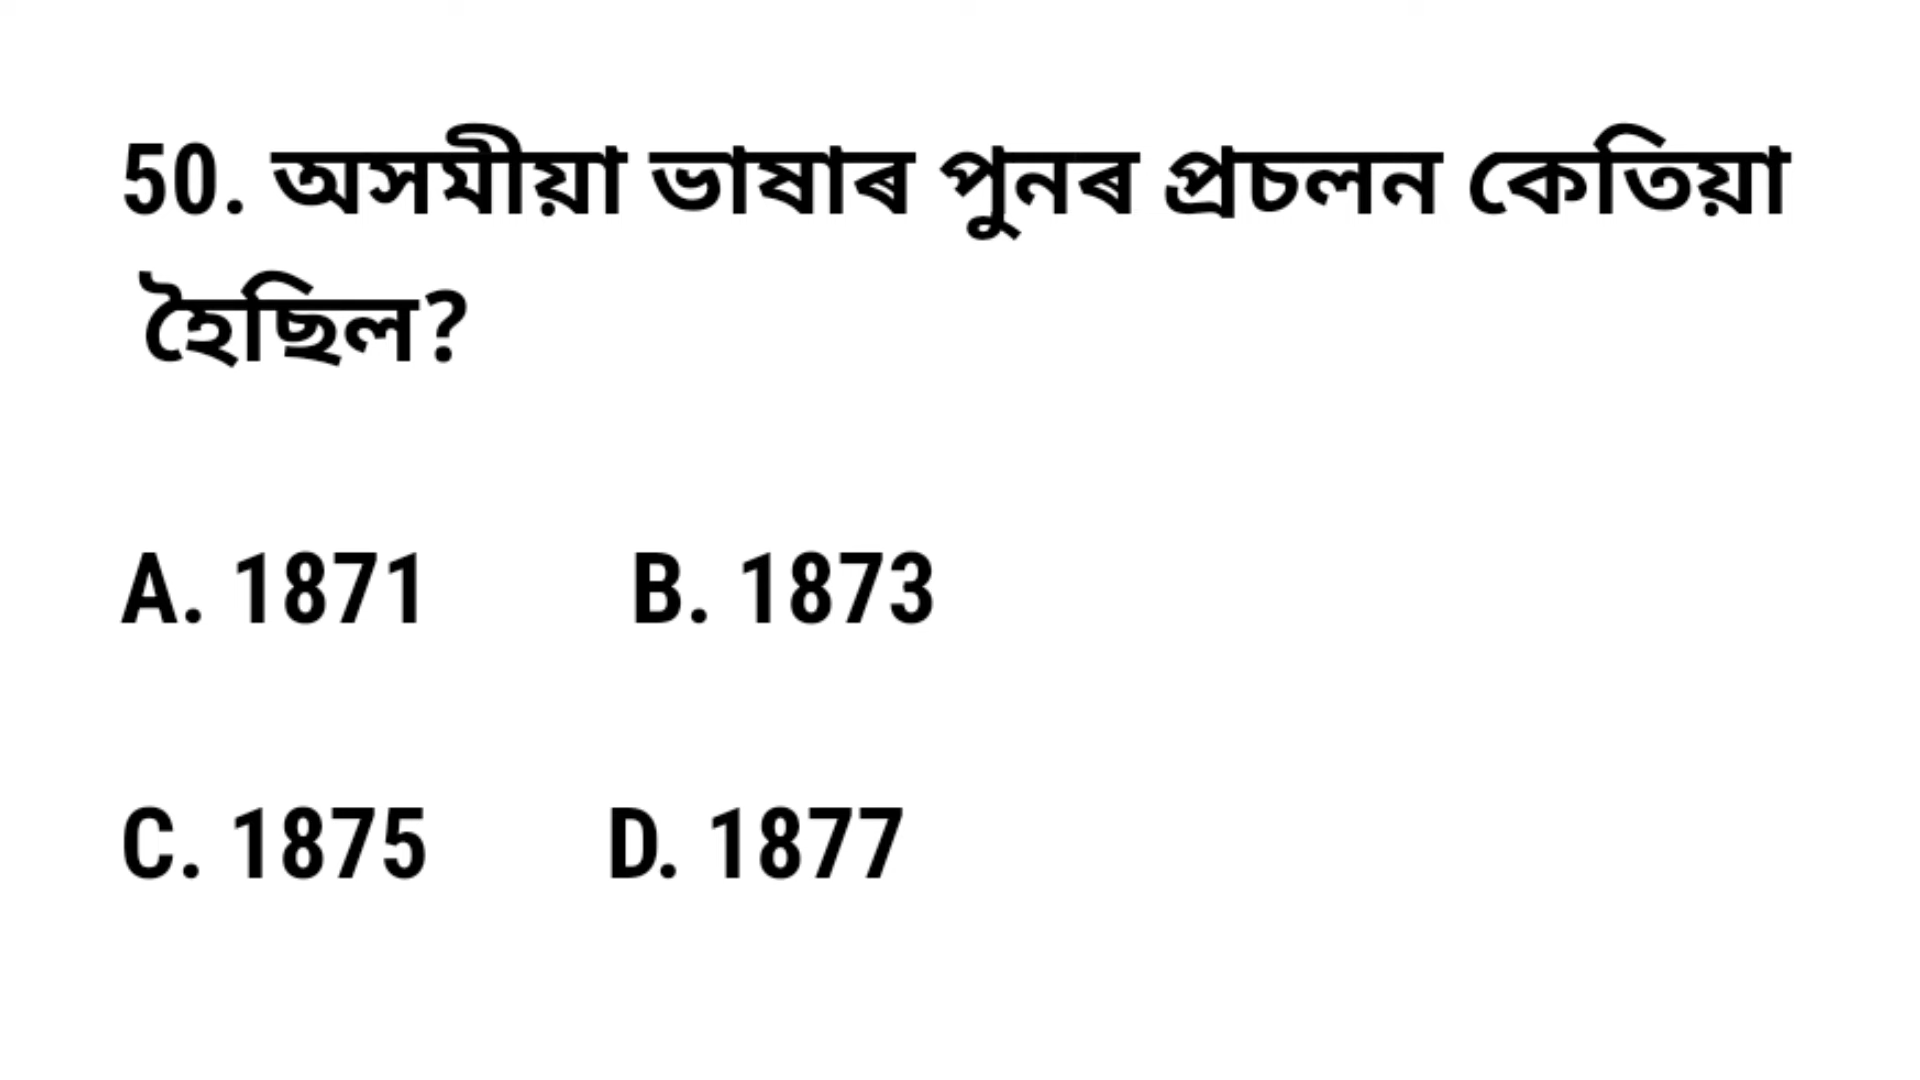 50. অসমীয়া ভাষাৰ পুনৰ প্ৰচলন কেতিয়া
হৈছিল?
A. 1871 B. 1873
C. 1875 D. 1877